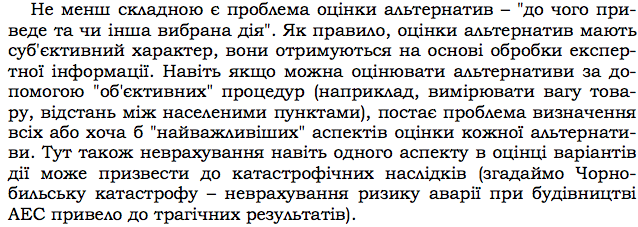 Не менш складною є проблема оцінки альтернатив – "до чого при-
веде та чи інша вибрана дія". Як правило, оцінки альтернатив мають
суб'єктивний характер, вони отримуються на основі обробки експер-
тної інформації. Навіть якщо можна оцінювати альтернативи за до-
помогою "об'єктивних" процедур (наприклад, вимірювати вагу това-
ру, відстань між населеними пунктами), постає проблема визначення
всіх або хоча б "найважливіших" аспектів оцінки кожної альтернати-
ви. Тут також неврахування навіть одного аспекту в оцінці варіантів
дії може призвести до катастрофічних наслідків (згадаймо Чорно-
бильську катастрофу – неврахування ризику аварії при будівництві
АЕС привело до трагічних результатів).